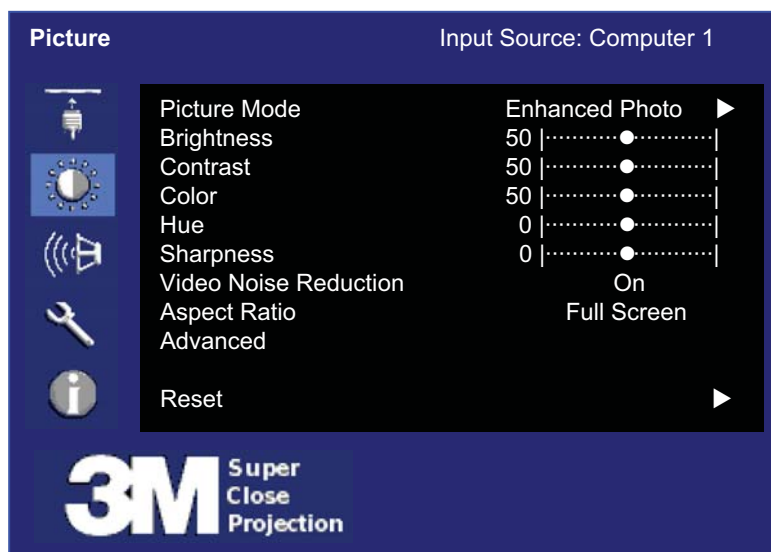 Picture Input Source: Computer 1
Picture Mode Enhanced Photo ▶
Brightness 50 |···········●···········|
Contrast 50 |···········●···········|
Color 50 |···········●···········|
Hue 0 |···········●···········|
Sharpness 0 |···········●···········|
Video Noise Reduction On
Aspect Ratio Full Screen
Advanced
Reset ▶
3M Super
Close
Projection